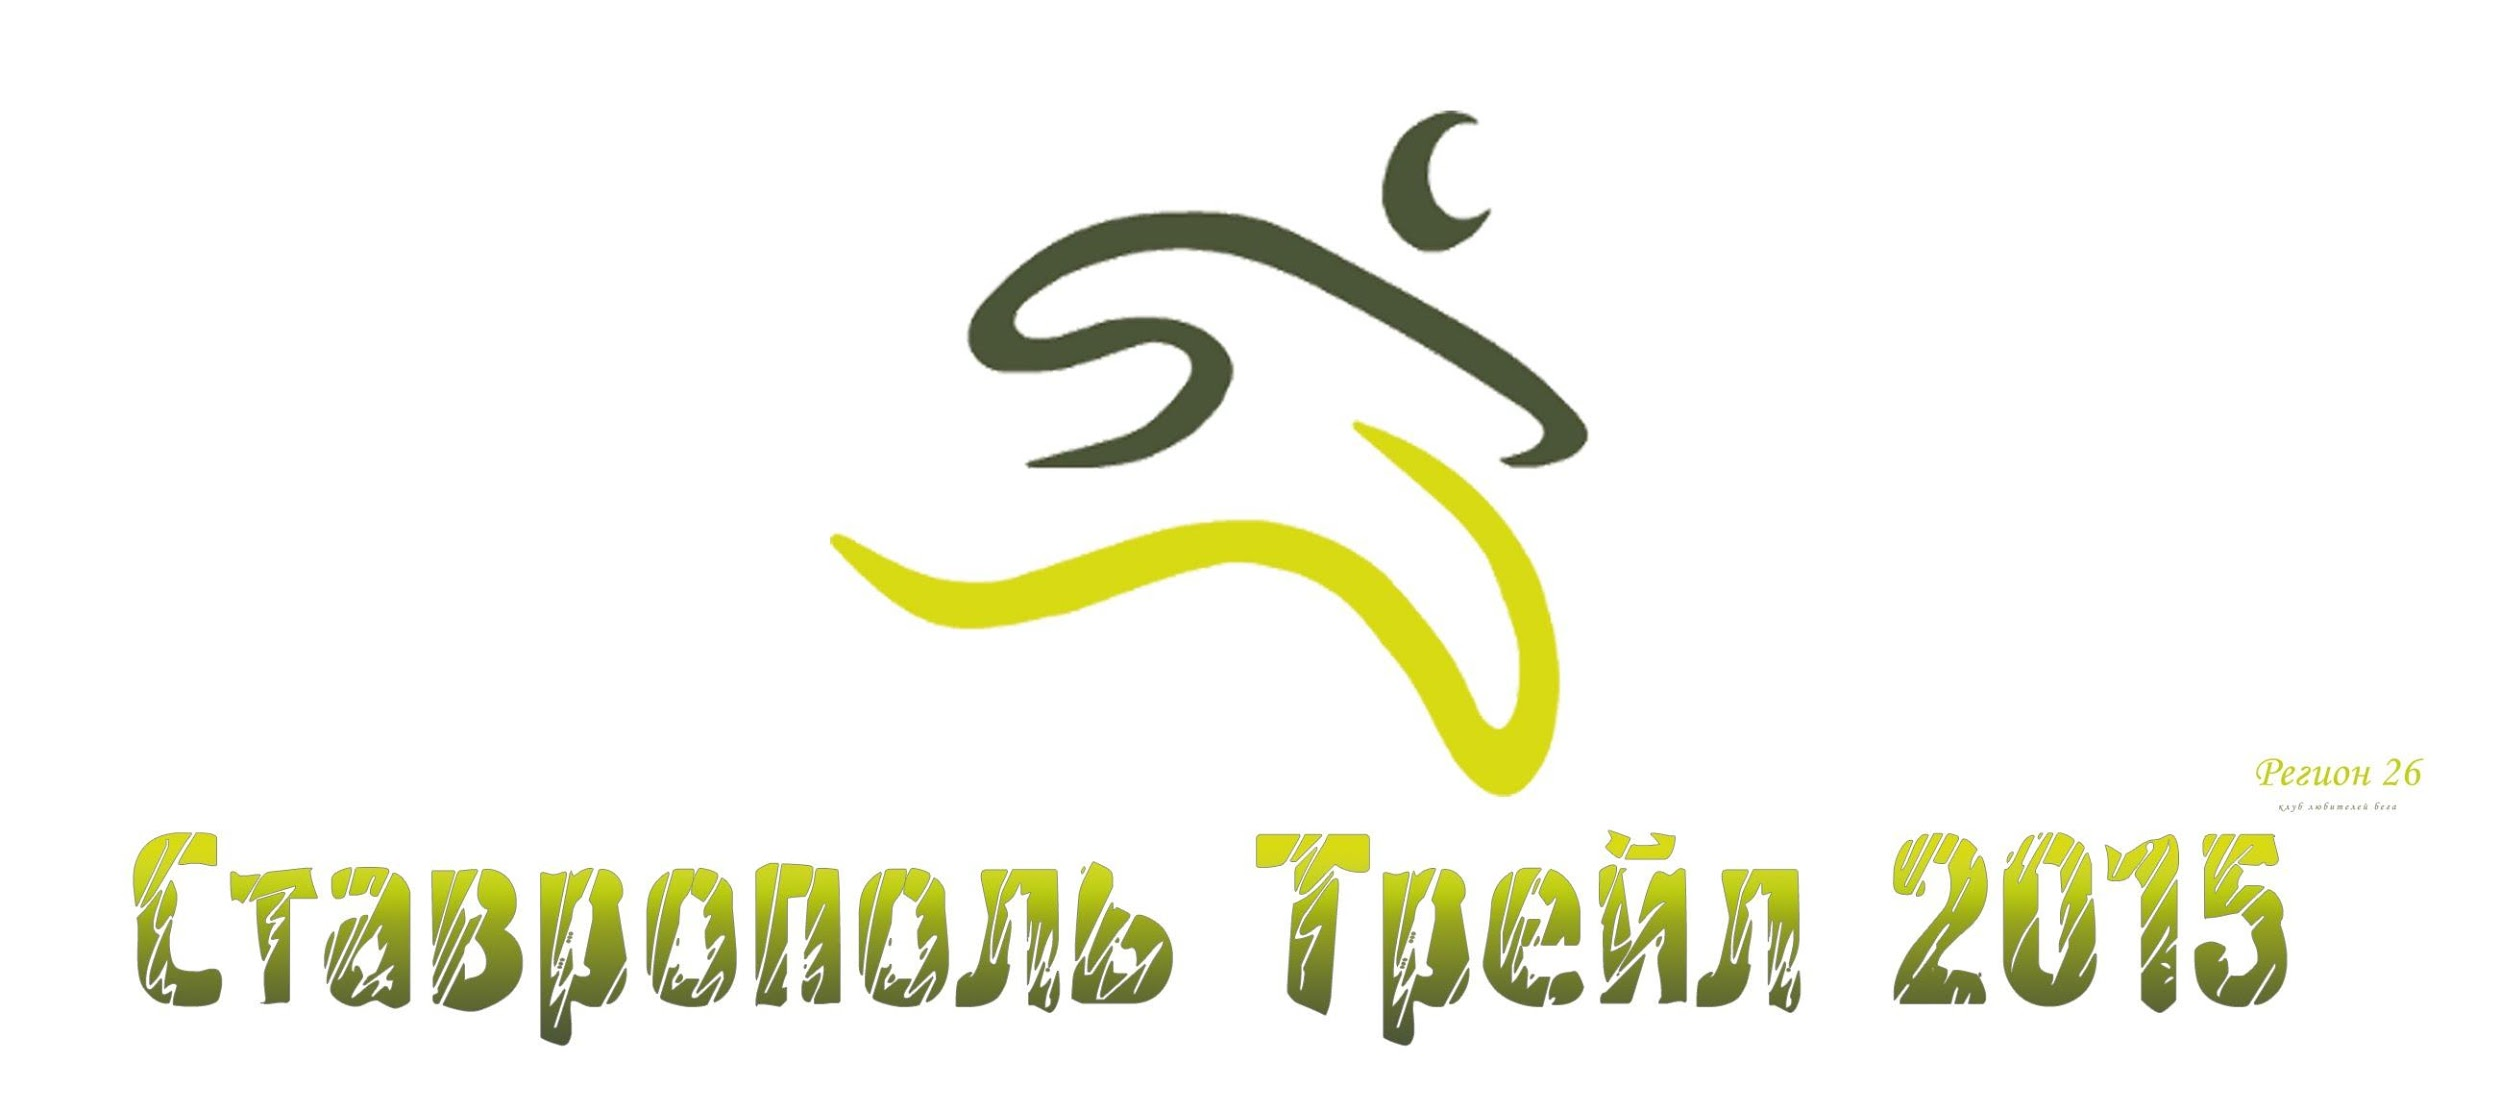 Регион 26
клуб любителей бега
Ставрополь Трейл 2015